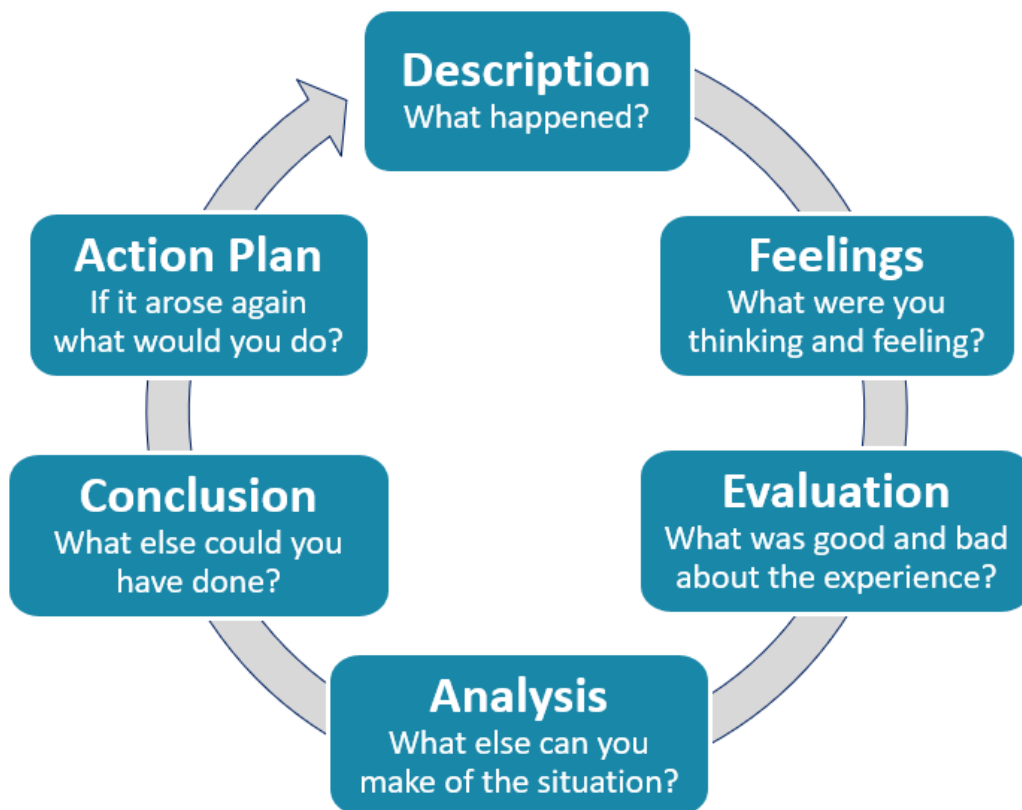 Description
What happened?
Feelings
What were you
thinking and feeling?
Evaluation
What was good and bad
about the experience?
Analysis
What else can you
make of the situation?
Conclusion
What else could you
have done?
Action Plan
If it arose again
what would you do?